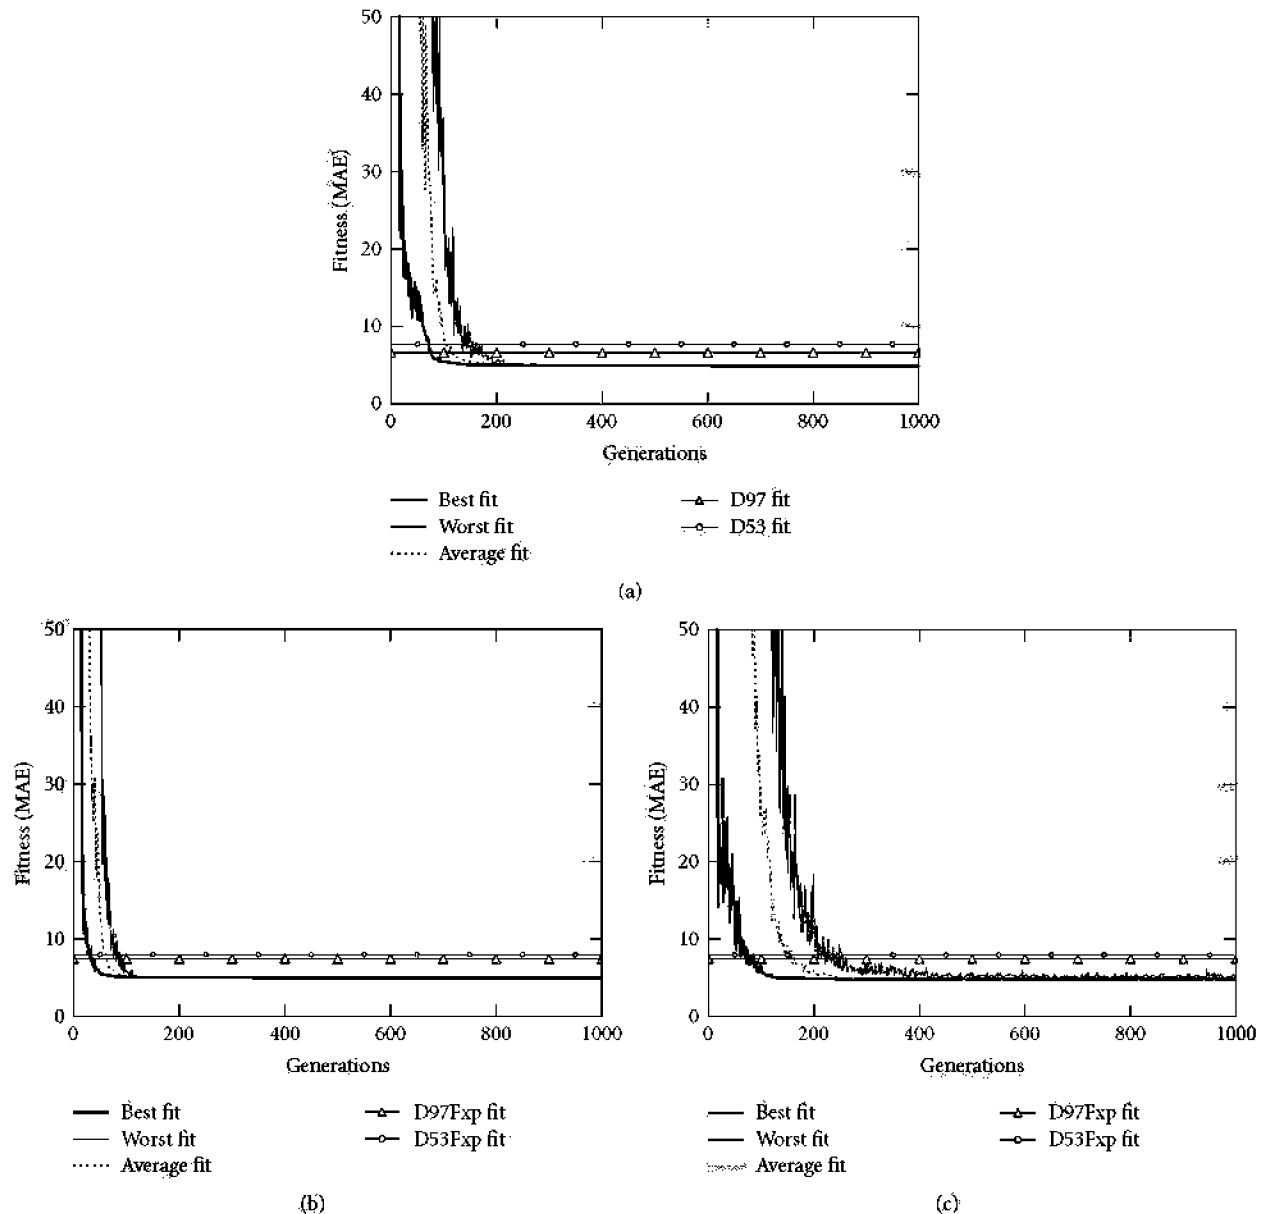 50
40
30
20
10
0
Fitness (MAE)
0 200 400 600 800 1000
Generations
Best fit
Worst fit
Average fit
D97 fit
D53 fit
(a)
50
40
30
20
10
0
Fitness (MAE)
0 200 400 600 800 1000
Generations
Best fit
Worst fit
Average fit
D97Fxp fit
D53Fxp fit
(b)
50
40
30
20
10
0
Fitness (MAE)
0 200 400 600 800 1000
Generations
Best fit
Worst fit
Average fit
D97Fxp fit
D53Fxp fit
(c)